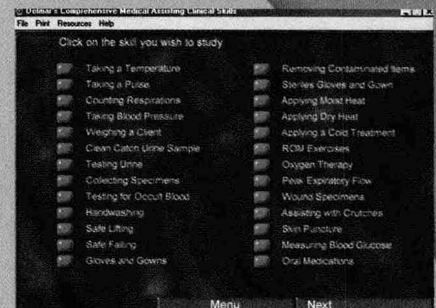 Delmar's Comprehensive Medical Assisting Clinical Skills
File Print Resources Help
Click on the skill you wish to study
Taking a Temperature
Taking a Pulse
Counting Respirations
Taking Blood Pressure
Weighing a Client
Clean Catch Urine Sample
Testing Urine
Collecting Specimens
Testing for Occult Blood
Handwashing
Safe Lifting
Safe Falling
Gloves and Gowns
Removing Contaminated Items
Steriles Gloves and Gown
Applying Moist Heat
Applying Dry Heat
Applying a Cold Treatment
ROM Exercises
Oxygen Therapy
Peak Expiratory Flow
Wound Specimens
Assisting with Crutches
Skin Puncture
Measuring Blood Glucose
Oral Medications
Menu Next